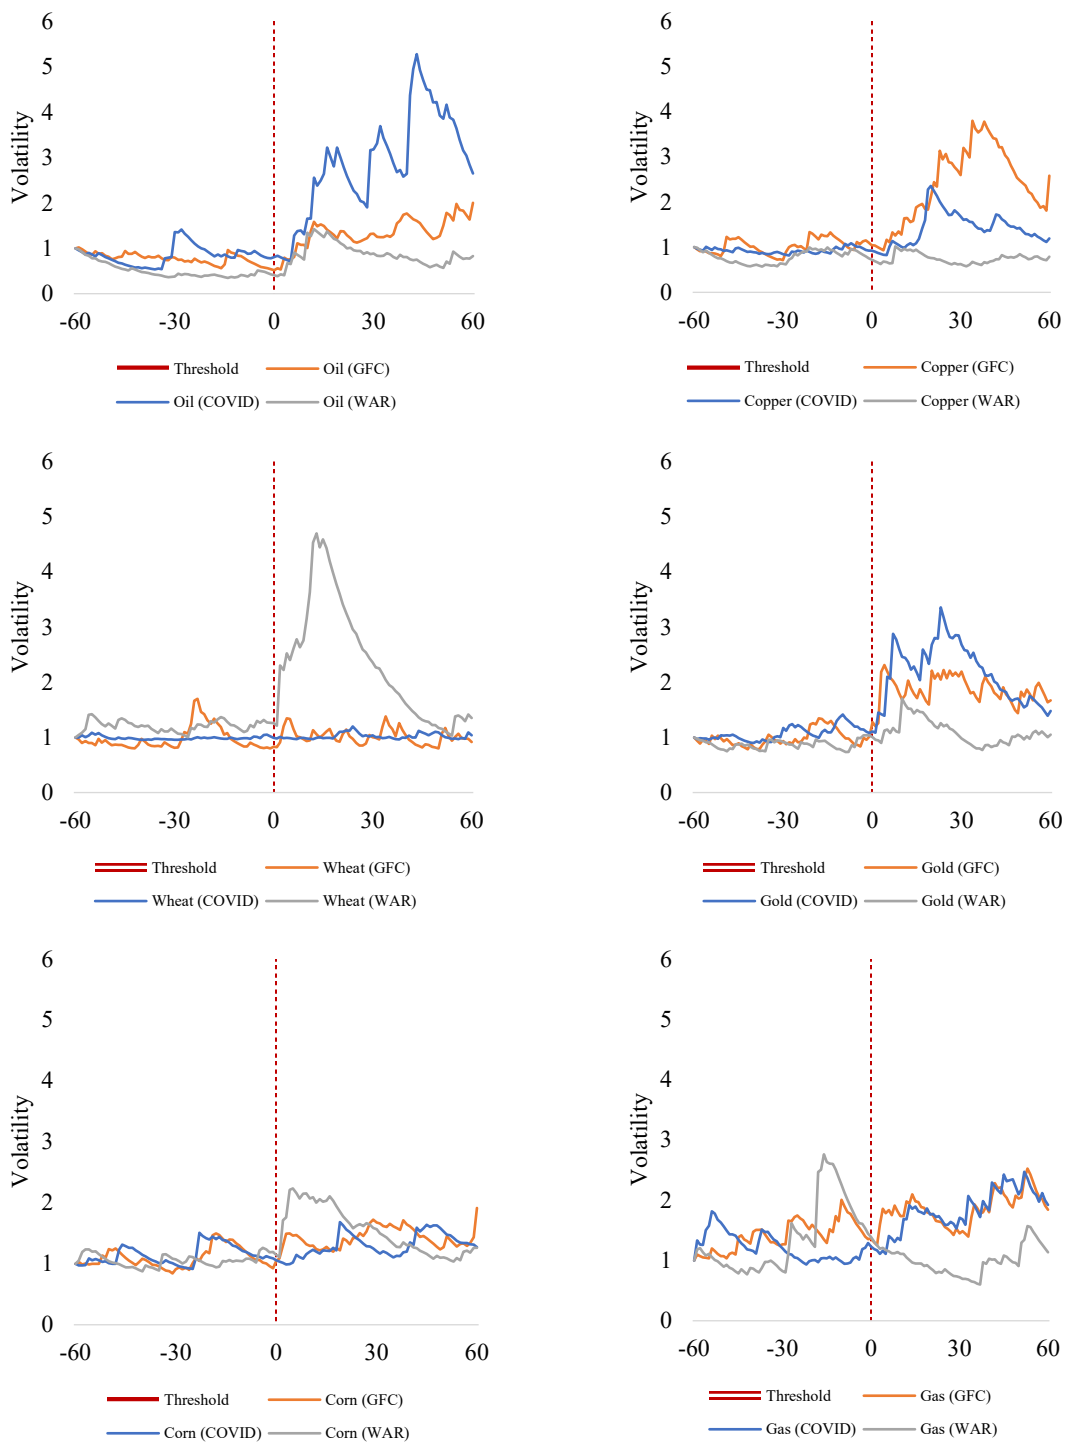 6
5
4
3
2
1
0
Volatility
-60 -30 0 30 60
Threshold Oil (GFC)
Oil (COVID) Oil (WAR)
6
5
4
3
2
1
0
Volatility
-60 -30 0 30 60
Threshold Copper (GFC)
Copper (COVID) Copper (WAR)
6
5
4
3
2
1
0
Volatility
-60 -30 0 30 60
Threshold Wheat (GFC)
Wheat (COVID) Wheat (WAR)
6
5
4
3
2
1
0
Volatility
-60 -30 0 30 60
Threshold Gold (GFC)
Gold (COVID) Gold (WAR)
6
5
4
3
2
1
0
Volatility
-60 -30 0 30 60
Threshold Corn (GFC)
Corn (COVID) Corn (WAR)
6
5
4
3
2
1
0
Volatility
-60 -30 0 30 60
Threshold Gas (GFC)
Gas (COVID) Gas (WAR)